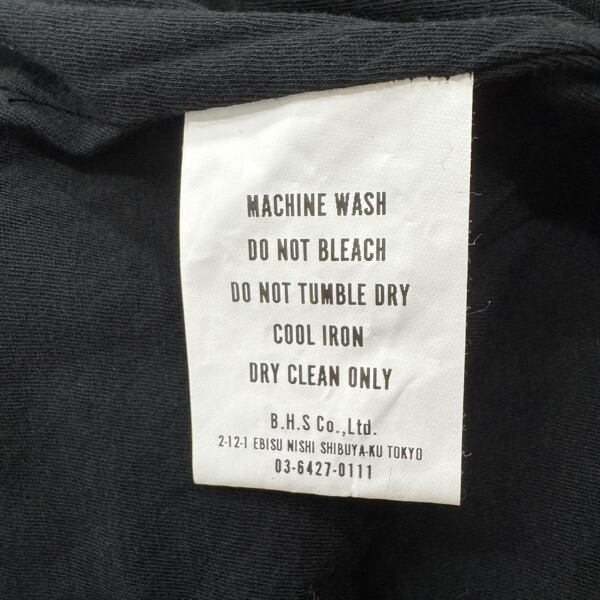 MACHINE WASH
DO NOT BLEACH
DO NOT TUMBLE DRY
COOL IRON
DRY CLEAN ONLY
B.H.S Co.,Ltd.
2-12-1 EBISU NISHI SHIBUYA-KU TOKYO
03-6427-0111